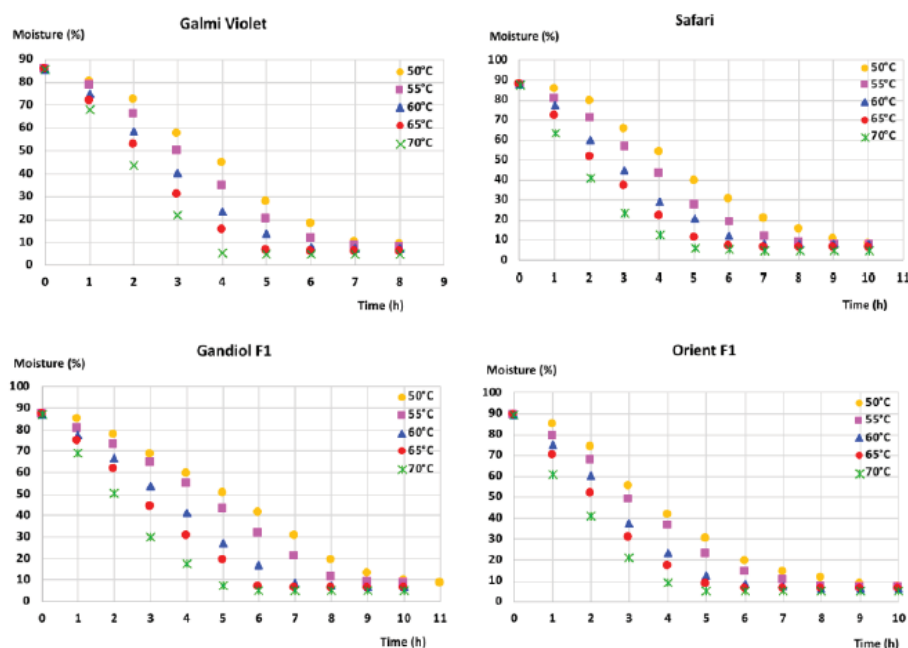 Galmi Violet
Moisture (%)
90
80
70
60
50
40
30
20
10
0
0 1 2 3 4 5 6 7 8 9
Time (h)
50°C
55°C
60°C
65°C
70°C
Safari
Moisture (%)
100
90
80
70
60
50
40
30
20
10
0
0 1 2 3 4 5 6 7 8 9 10 11
Time (h)
50°C
55°C
60°C
65°C
70°C
Gandiol F1
Moisture (%)
100
90
80
70
60
50
40
30
20
10
0
0 1 2 3 4 5 6 7 8 9 10 11
Time (h)
50°C
55°C
60°C
65°C
70°C
Orient F1
Moisture (%)
100
90
80
70
60
50
40
30
20
10
0
0 1 2 3 4 5 6 7 8 9 10
Time (h)
50°C
55°C
60°C
65°C
70°C